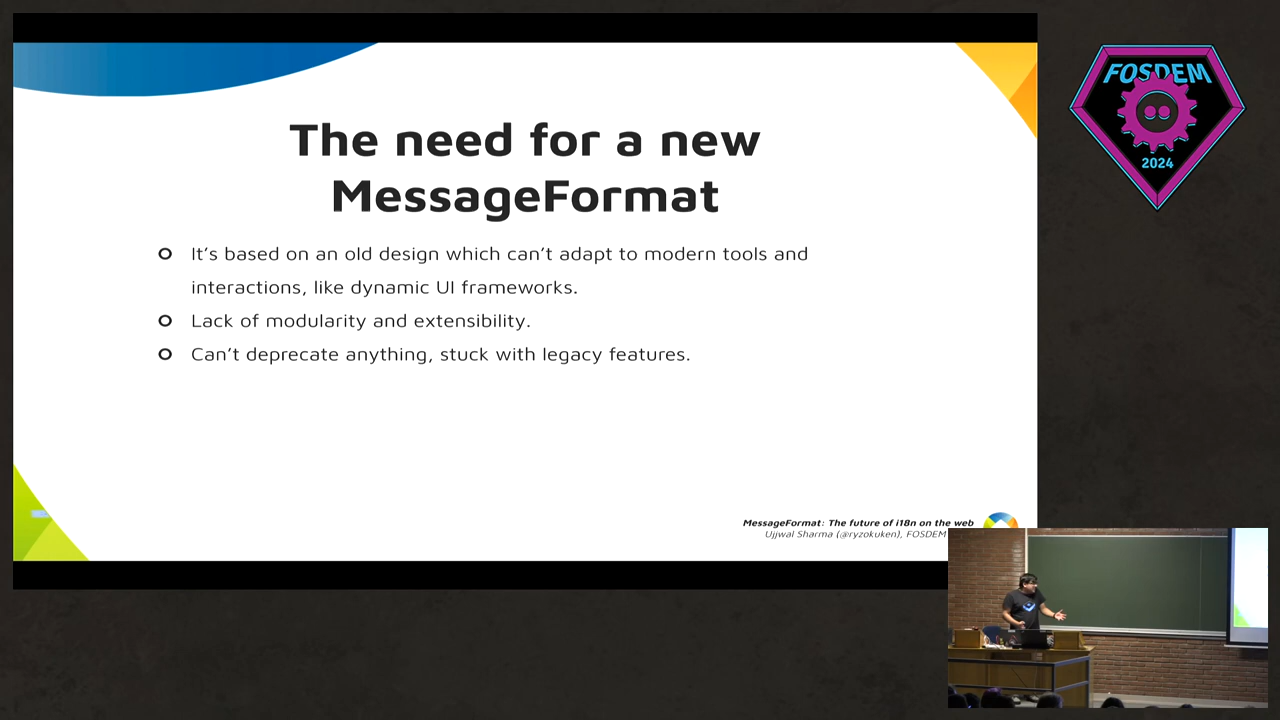 The need for a new
MessageFormat
It's based on an old design which can't adapt to modern tools and
interactions, like dynamic UI frameworks.
Lack of modularity and extensibility.
Can't deprecate anything, stuck with legacy features.
MessageFormat: The future of i18n on the web
Ujjwal Sharma (@ryzokuken), FOSDEM
FOSDEM
2024